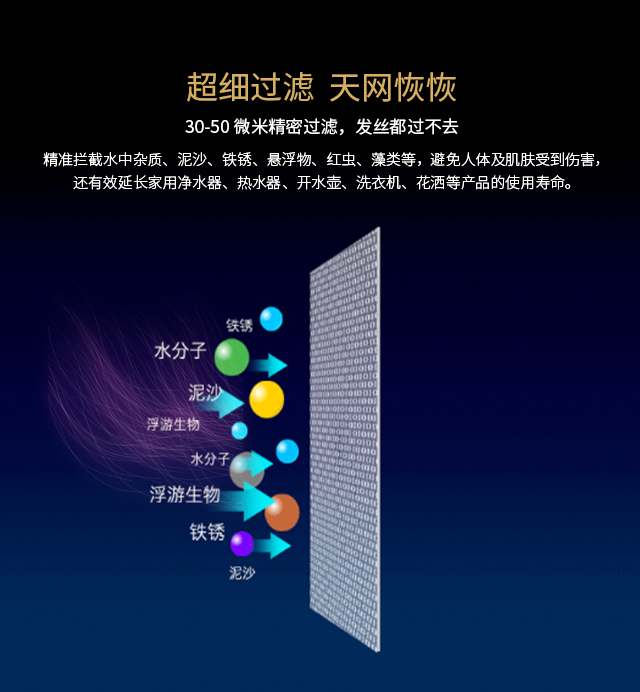 超细过滤 天网恢恢
30-50 微米精密过滤，发丝都过不去
精准拦截水中杂质、泥沙、铁锈、悬浮物、红虫、藻类等，避免人体及肌肤受到伤害，
还有效延长家用净水器、热水器、开水壶、洗衣机、花洒等产品的使用寿命。
铁锈
水分子
泥沙
浮游生物
水分子
浮游生物
铁锈
泥沙